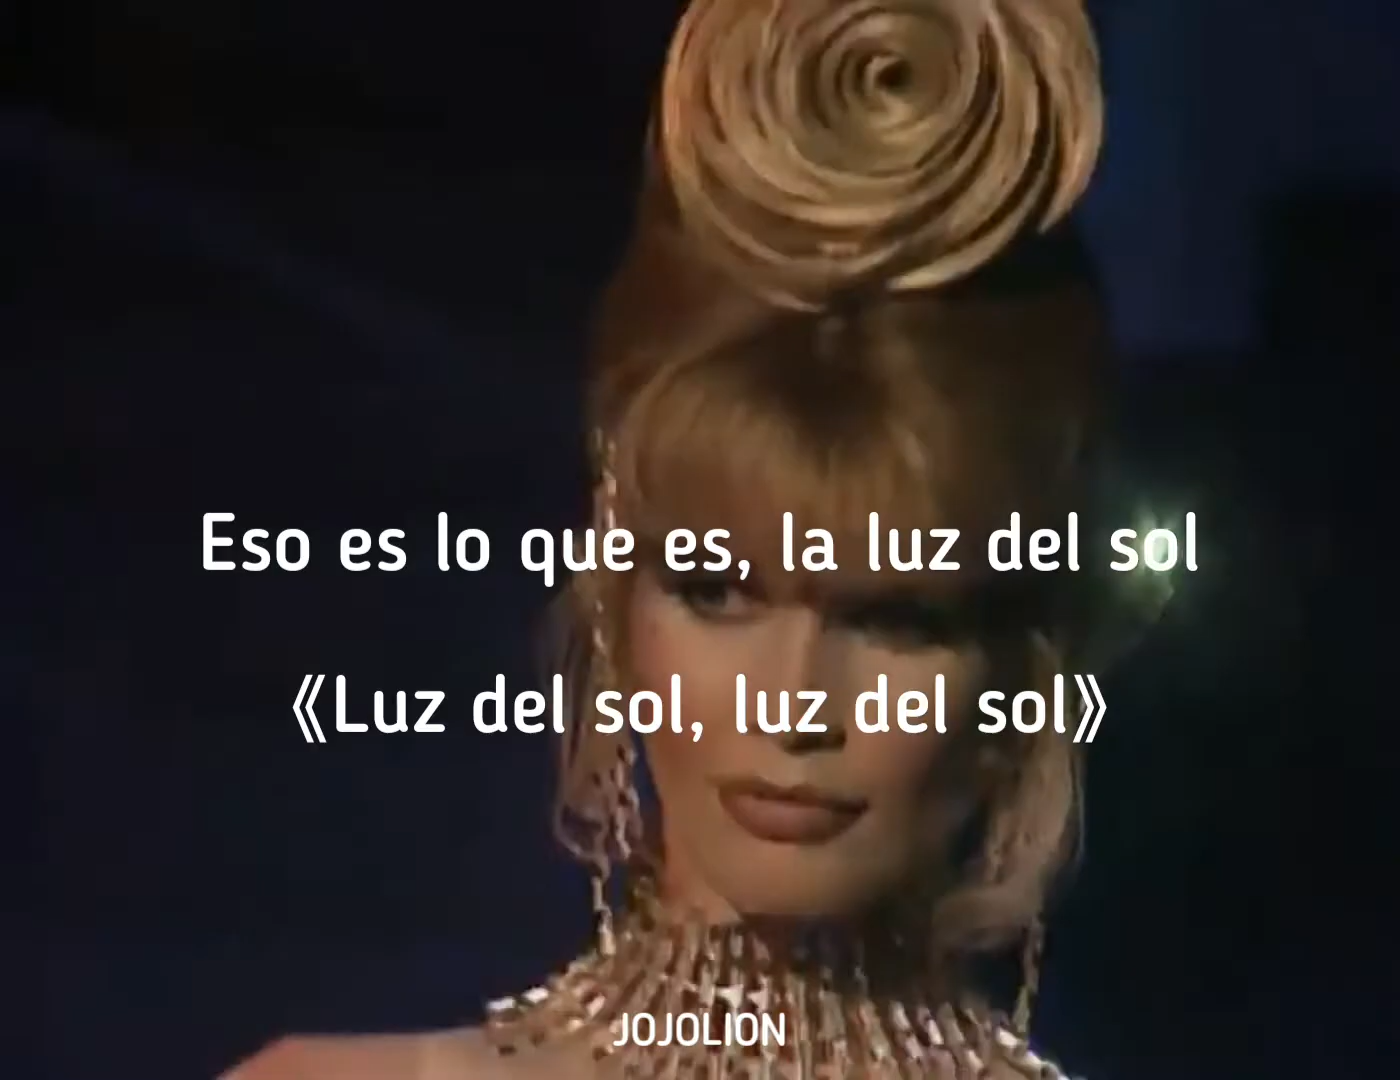 Eso es lo que es, la luz del sol
《Luz del sol, luz del sol》
JOJOLION